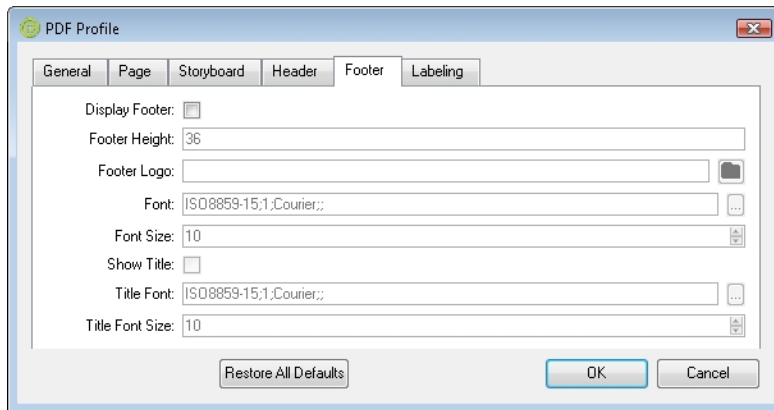 PDF Profile
General Page Storyboard Header Footer Labeling
Display Footer:
Footer Height: 36
Footer Logo:
Font: ISO8859-15;1;Courier;;
Font Size: 10
Show Title:
Title Font: ISO8859-15;1;Courier;;
Title Font Size: 10
Restore All Defaults OK Cancel